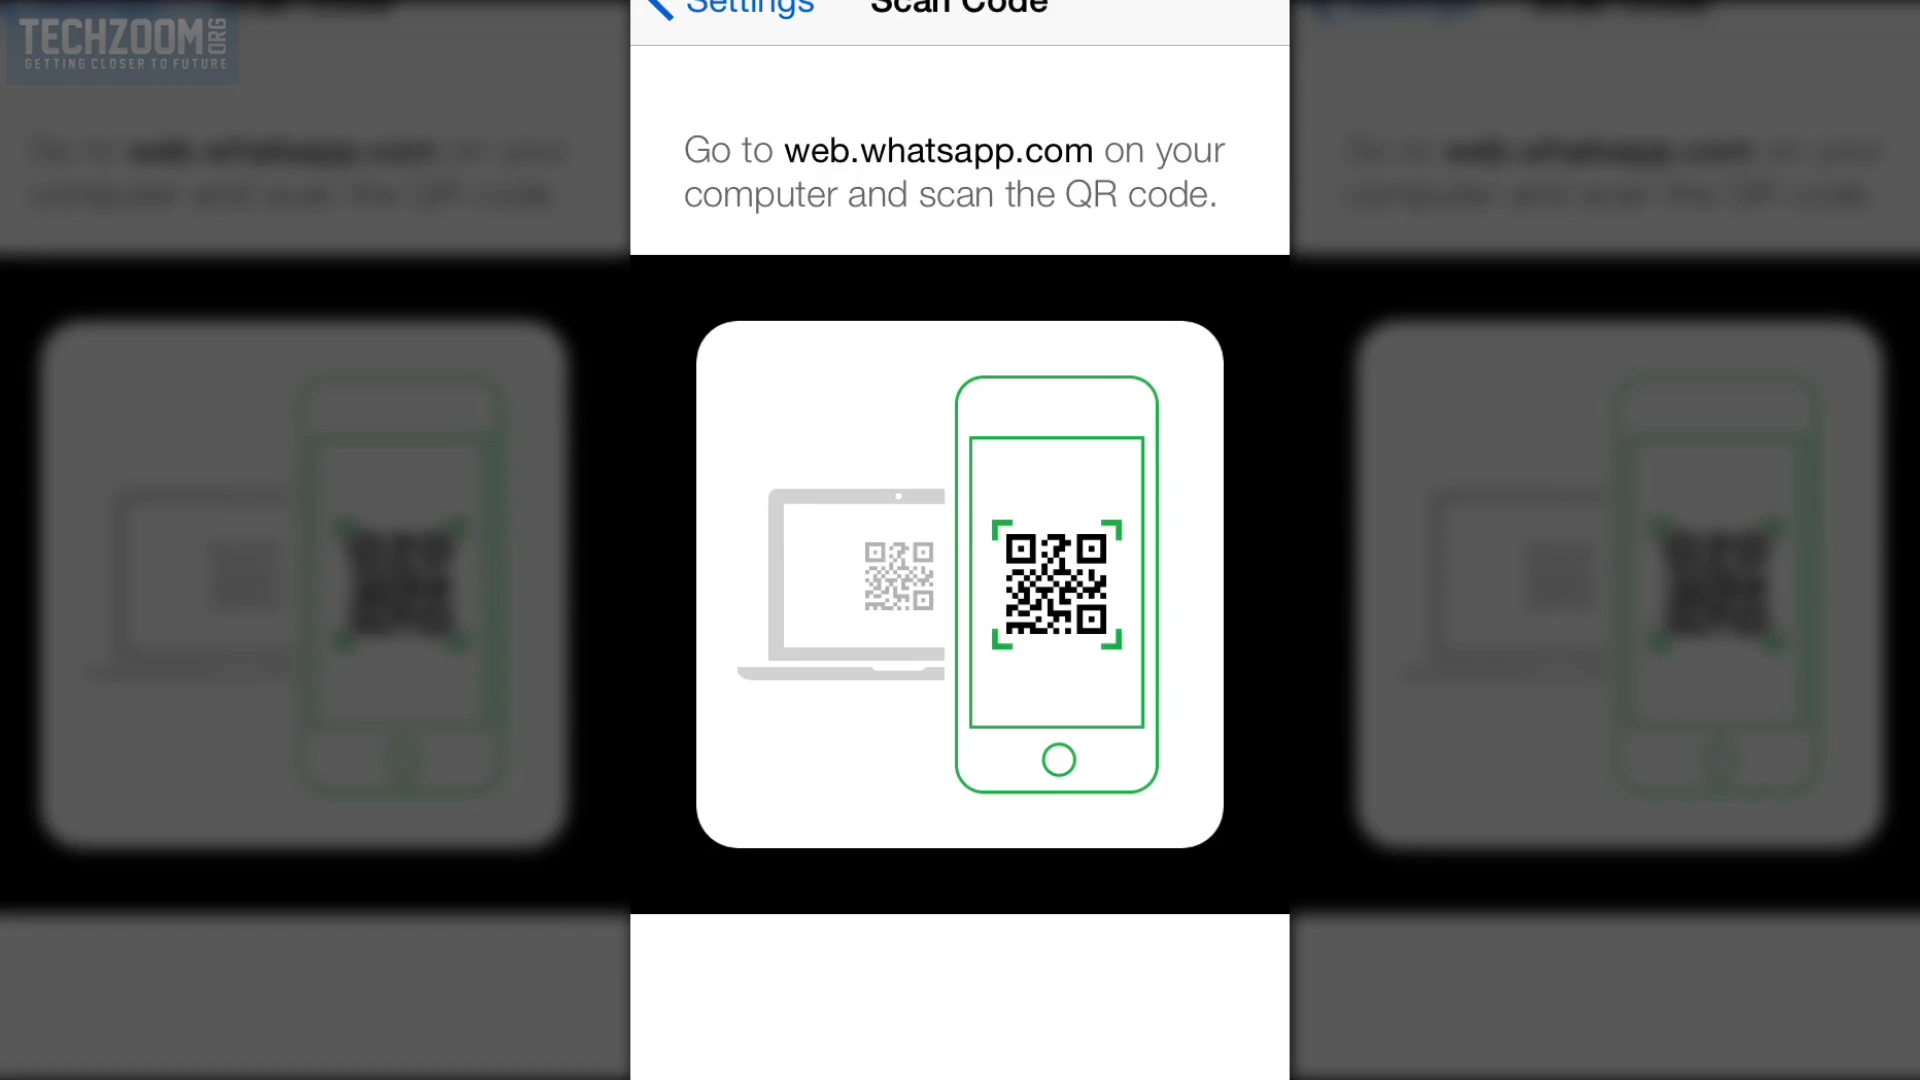 TECHZOOM.ORG
GETTING CLOSER TO FUTURE
Settings Scan Code
Go to web.whatsapp.com on your
computer and scan the QR code.